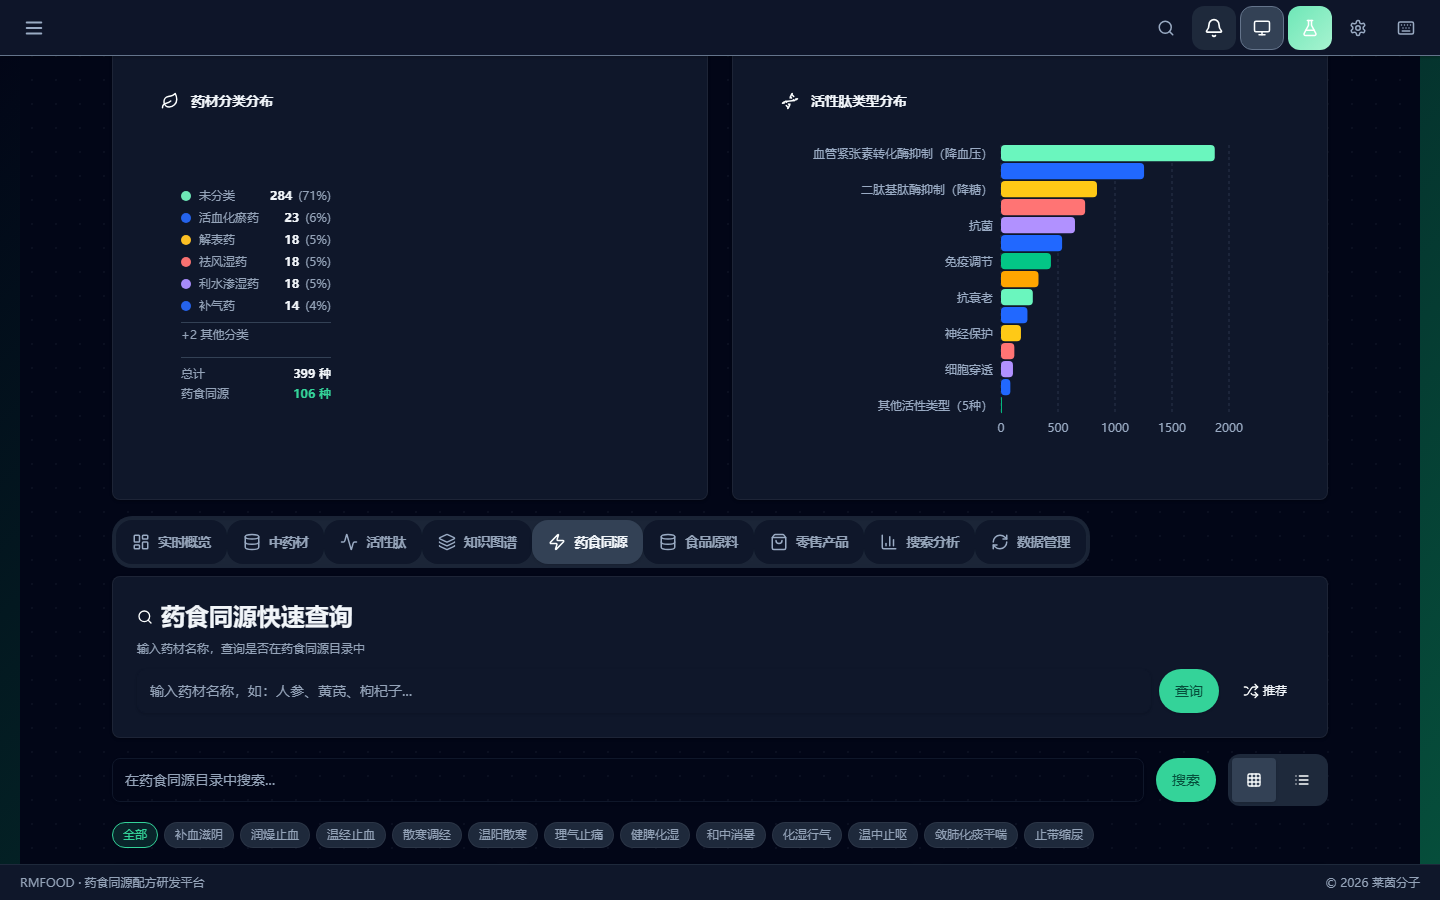 药材分类分布
未分类 284 (71%)
活血化瘀药 23 (6%)
解表药 18 (5%)
祛风湿药 18 (5%)
利水渗湿药 18 (5%)
补气药 14 (4%)
+2 其他分类
总计 399 种
药食同源 106 种
活性肽类型分布
血管紧张素转化酶抑制（降血压）
二肽基肽酶抑制（降糖）
抗菌
免疫调节
抗衰老
神经保护
细胞穿透
其他活性类型（5种）
0 500 1000 1500 2000
实时概览 中药材 活性肽 知识图谱 药食同源 食品原料 零售产品 搜索分析 数据管理
药食同源快速查询
输入药材名称，查询是否在药食同源目录中
输入药材名称，如：人参、黄芪、枸杞子... 查询 推荐
在药食同源目录中搜索... 搜索
全部 补血滋阴 润燥止血 温经止血 散寒调经 温阳散寒 理气止痛 健脾化湿 和中消暑 化湿行气 温中止呕 敛肺化痰平喘 止带缩尿
RMFOOD · 药食同源配方研发平台 © 2026 莱茵分子